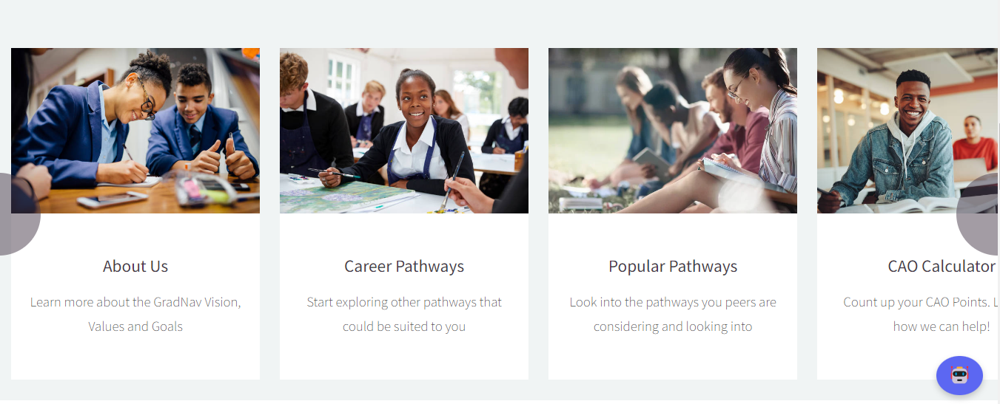 About Us
Learn more about the GradNav Vision,
Values and Goals
Career Pathways
Start exploring other pathways that
could be suited to you
Popular Pathways
Look into the pathways you peers are
considering and looking into
CAO Calculator
Count up your CAO Points.
how we can help!